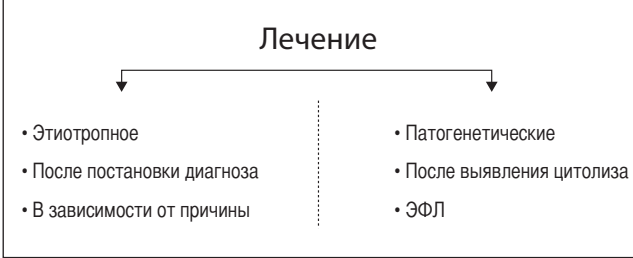 Лечение
• Этиотропное
• После постановки диагноза
• В зависимости от причины
• Патогенетические
• После выявления цитолиза
• ЭФЛ